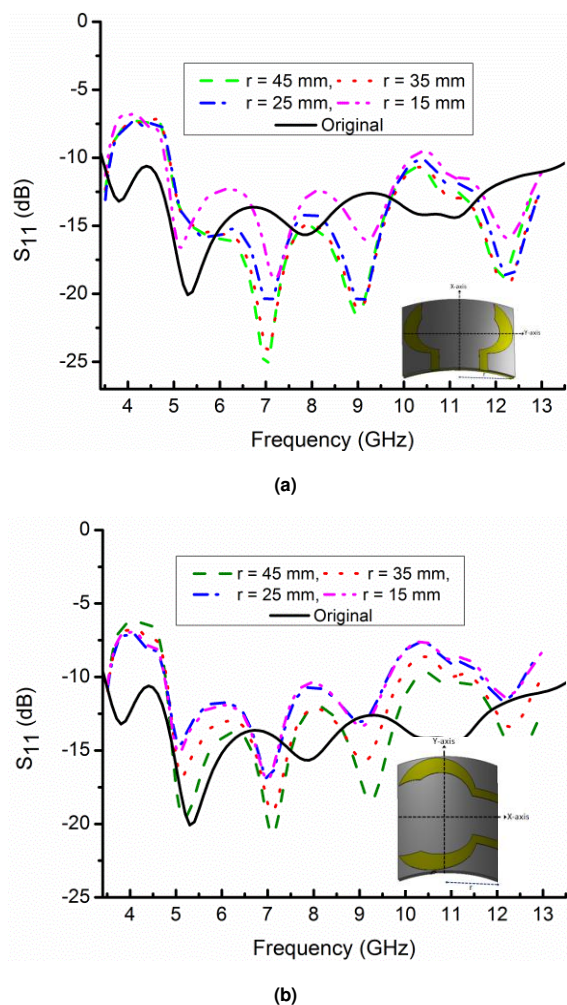 0
-5
-10
-15
-20
-25
S11 (dB)
r = 45 mm, r = 35 mm
r = 25 mm, r = 15 mm
Original
X-axis
Y-axis
r
4 5 6 7 8 9 10 11 12 13
Frequency (GHz)
(a)
0
-5
-10
-15
-20
-25
S11 (dB)
r = 45 mm, r = 35 mm,
r = 25 mm, r = 15 mm
Original
Y-axis
X-axis
r
4 5 6 7 8 9 10 11 12 13
Frequency (GHz)
(b)